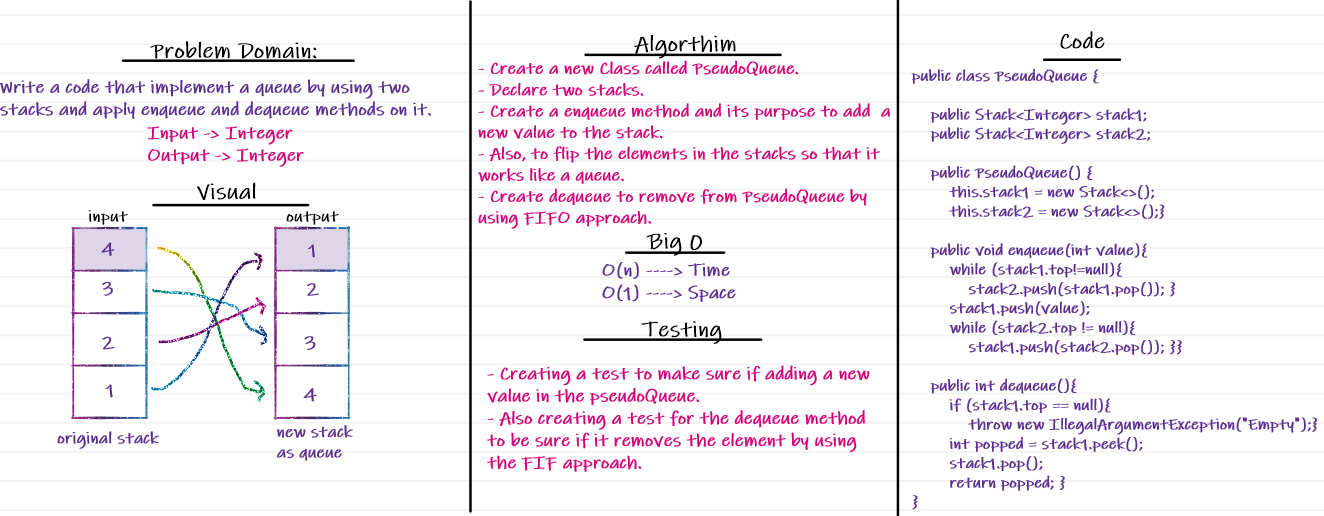 Problem Domain:
Write a code that implement a queue by using two
stacks and apply enqueue and dequeue methods on it.
Input -> Integer
Output -> Integer
Visual
input
output
4
3
2
1
1
2
3
4
original stack
new stack
as queue
Algorthim
- Create a new Class called PseudoQueue.
- Declare two stacks.
- Create a enqueue method and its purpose to add a
new value to the stack.
- Also, to flip the elements in the stacks so that it
works like a queue.
- Create dequeue to remove from PseudoQueue by
using FIFO approach.
Big O
O(n) ----> Time
O(1) ----> Space
Testing
- Creating a test to make sure if adding a new
value in the pseudoQueue.
- Also creating a test for the dequeue method
to be sure if it removes the element by using
the FIF approach.
Code
public class PseudoQueue {
public Stack<Integer> stack1;
public Stack<Integer> stack2;
public PseudoQueue() {
this.stack1 = new Stack<>();
this.stack2 = new Stack<>();}
public void enqueue(int value){
while (stack1.top!=null){
stack2.push(stack1.pop()); }
stack1.push(value);
while (stack2.top != null){
stack1.push(stack2.pop()); }}
public int dequeue(){
if (stack1.top == null){
throw new IllegalArgumentException("Empty");}
int popped = stack1.peek();
stack1.pop();
return popped; }
}